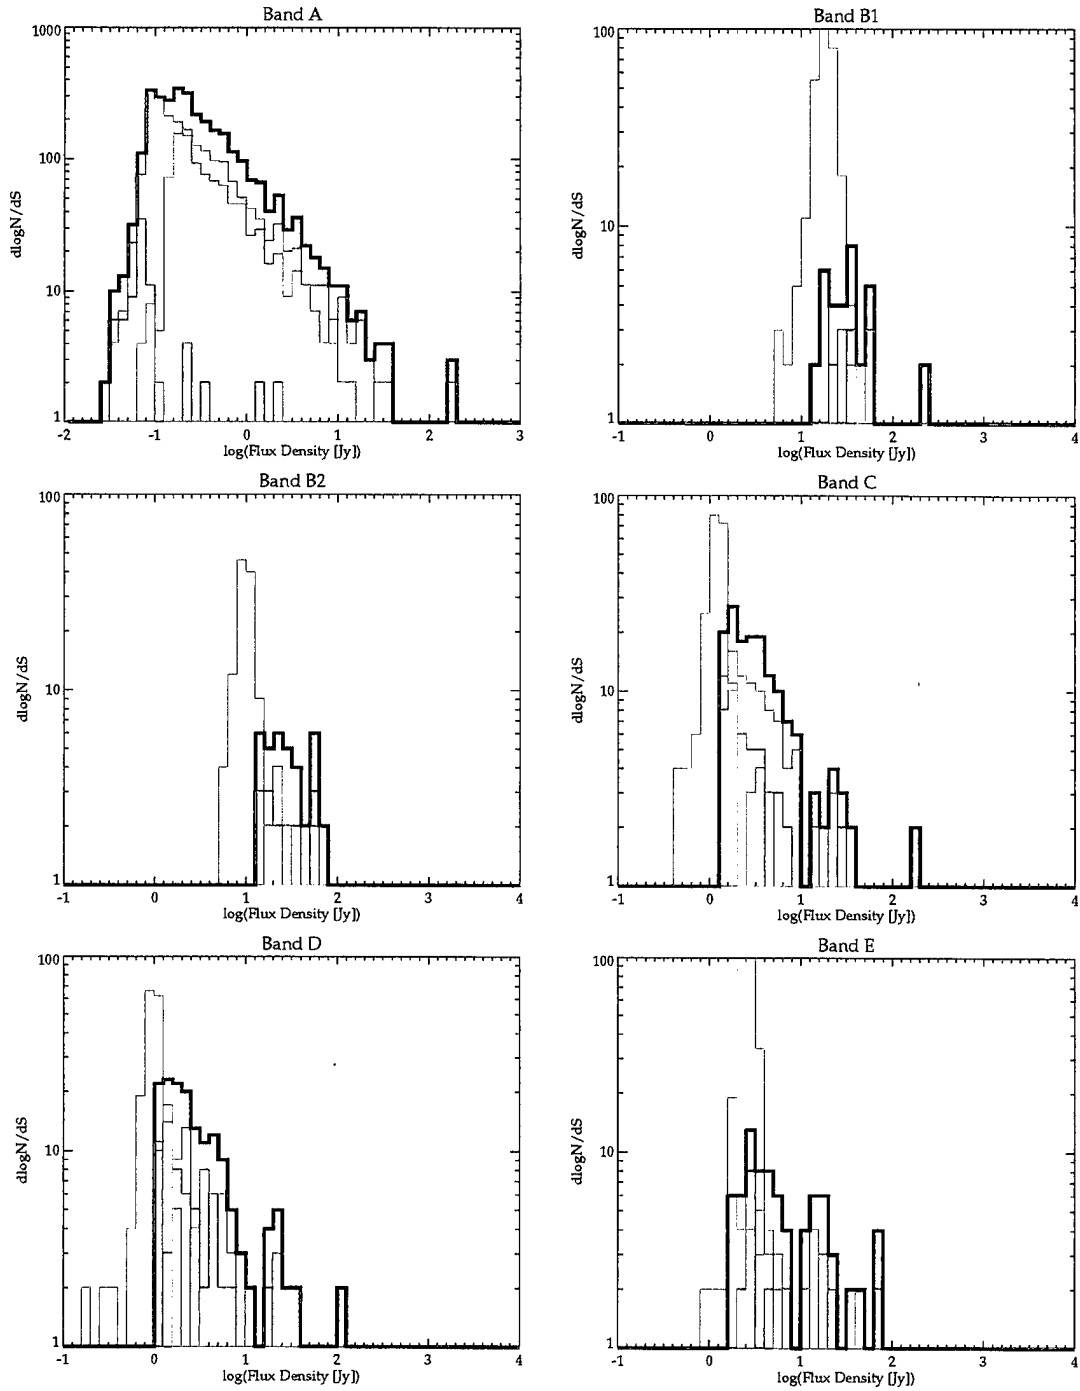 Band A
1000
100
10
1
dlogN/dS
-2 -1 0 1 2 3
log(Flux Density [Jy])
Band B1
100
10
1
dlogN/dS
-1 0 1 2 3 4
log(Flux Density [Jy])
Band B2
100
10
1
dlogN/dS
-1 0 1 2 3 4
log(Flux Density [Jy])
Band C
100
10
1
dlogN/dS
-1 0 1 2 3 4
log(Flux Density [Jy])
Band D
100
10
1
dlogN/dS
-1 0 1 2 3 4
log(Flux Density [Jy])
Band E
100
10
1
dlogN/dS
-1 0 1 2 3 4
log(Flux Density [Jy])